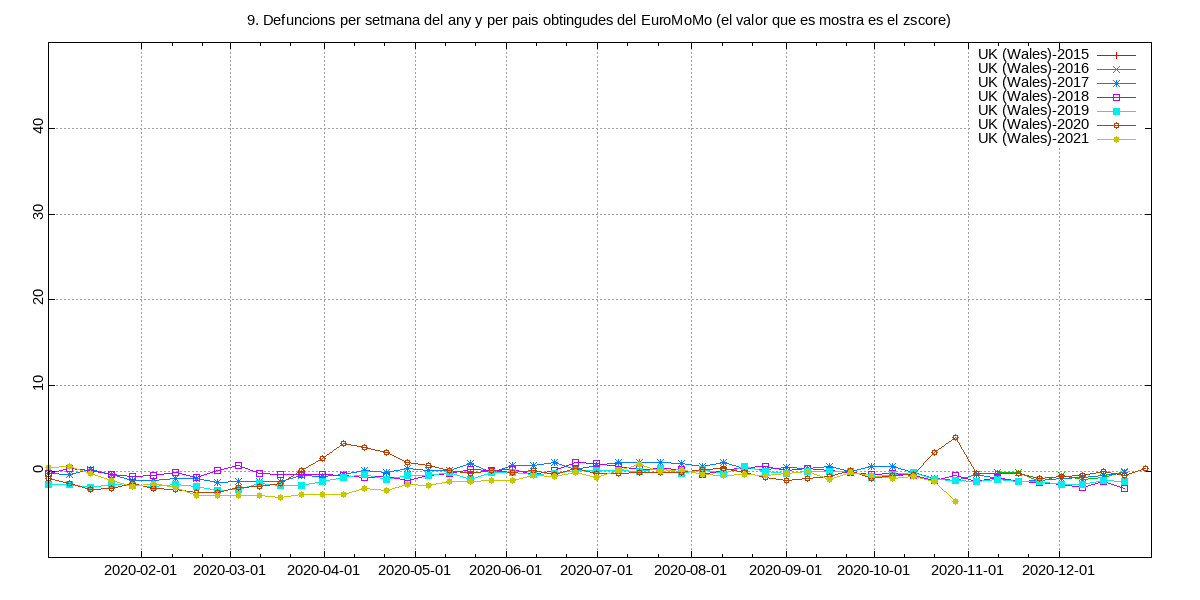 9. Defuncions per setmana del any y per pais obtingudes del EuroMoMo (el valor que es mostra es el zscore)
UK (Wales)-2015
UK (Wales)-2016
UK (Wales)-2017
UK (Wales)-2018
UK (Wales)-2019
UK (Wales)-2020
UK (Wales)-2021
40
30
20
10
0
2020-02-01 2020-03-01 2020-04-01 2020-05-01 2020-06-01 2020-07-01 2020-08-01 2020-09-01 2020-10-01 2020-11-01 2020-12-01